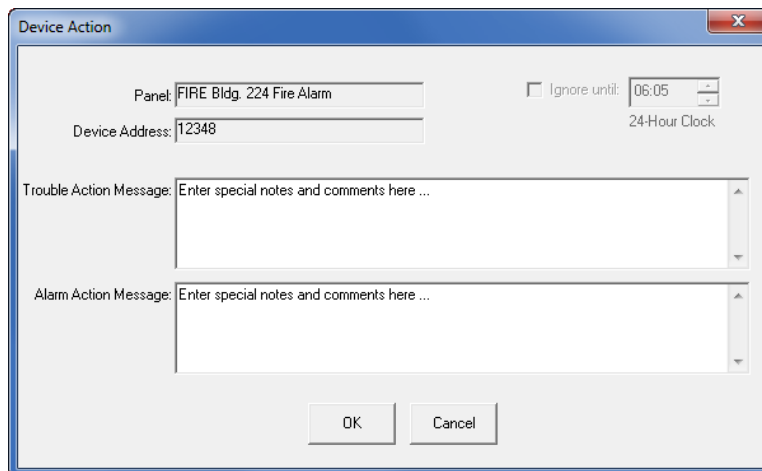 Device Action
Panel: FIRE Bldg. 224 Fire Alarm
Ignore until: 06:05
Device Address: 12348
24-Hour Clock
Trouble Action Message: Enter special notes and comments here ...
Alarm Action Message: Enter special notes and comments here ...
OK Cancel